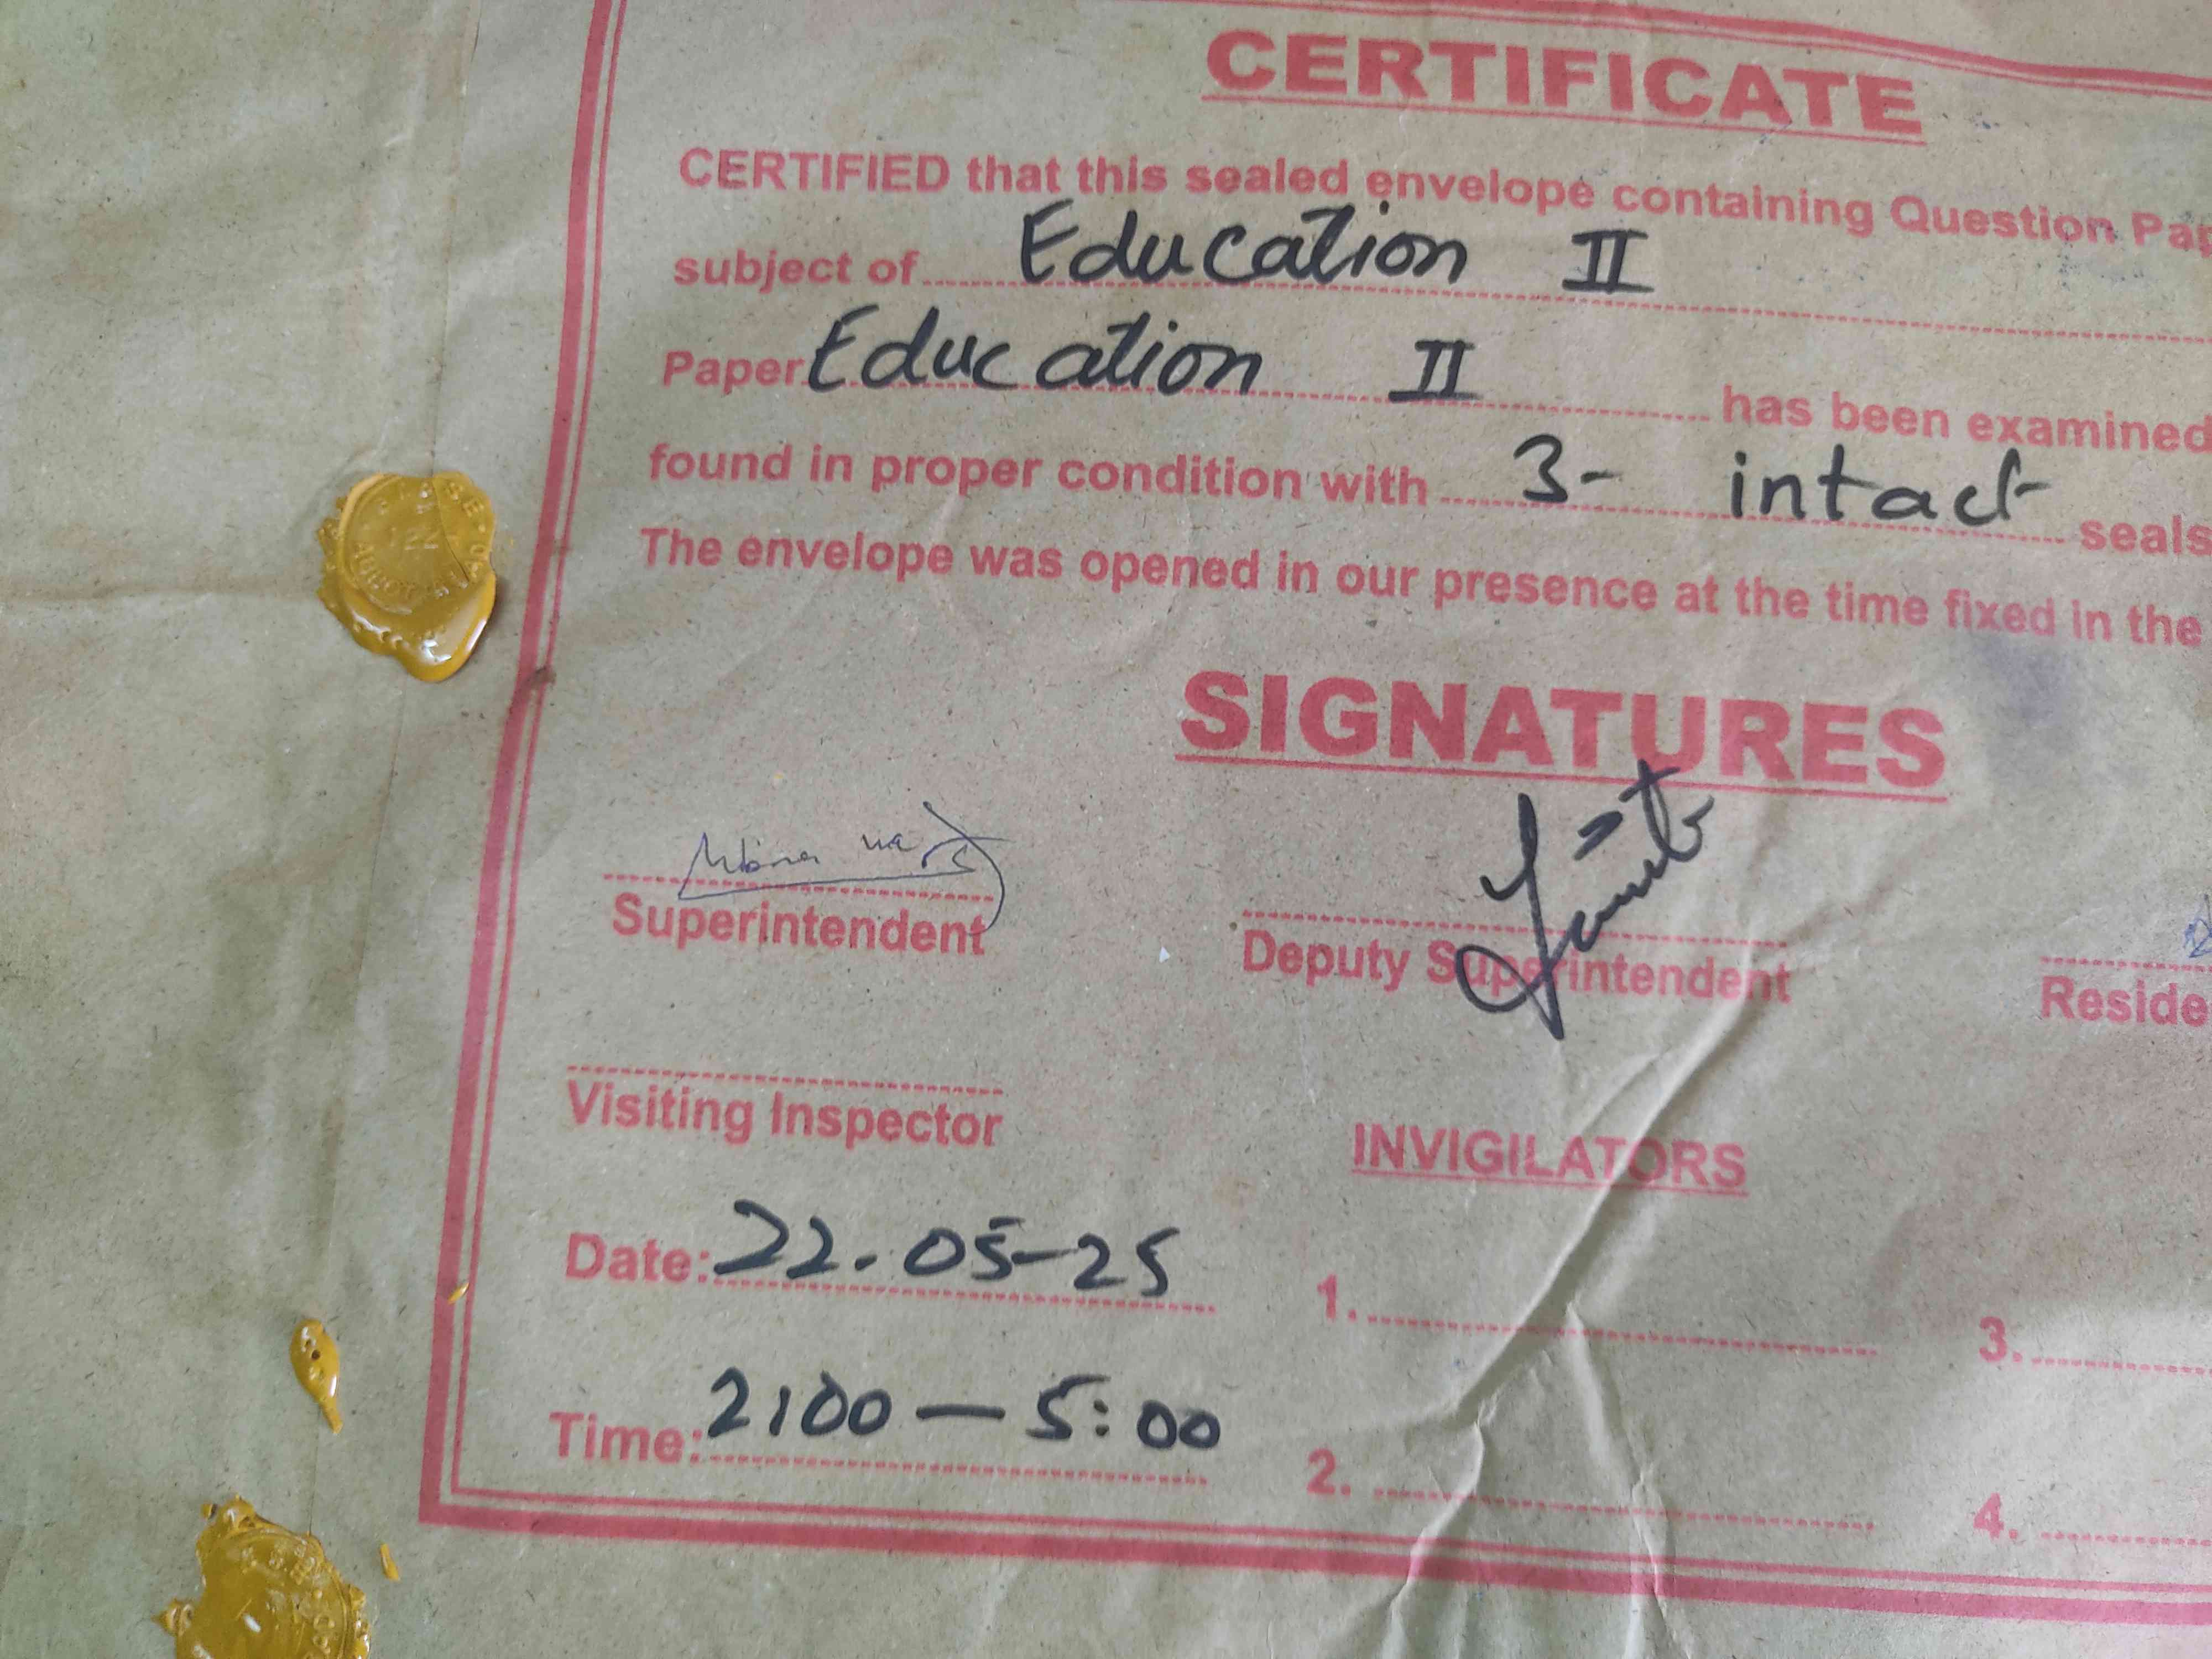 CERTIFICATE
CERTIFIED that this sealed envelope containing Question Pap
subject of Education II
Paper Education II has been examined
found in proper condition with 3- intact seals
The envelope was opened in our presence at the time fixed in the
SIGNATURES
Superintendent
Deputy Superintendent
Reside
Visiting Inspector
INVIGILATORS
Date: 22.05-25
1.
3.
Time: 2:00 — 5:00
2.
4.